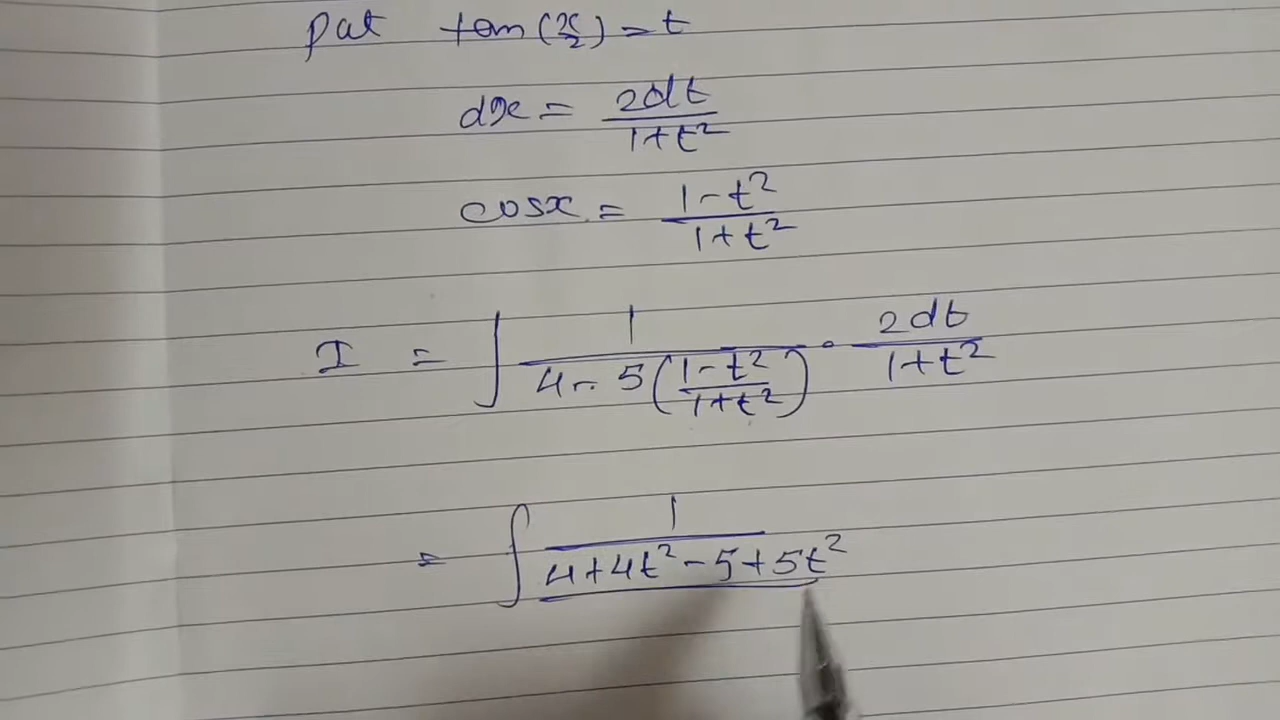 Put tan(x/2) = t
dx = 2dt/1+t²
cosx = 1-t²/1+t²
I = ∫ 1/4-5(1-t²/1+t²) · 2dt/1+t²
= ∫ 1/4+4t²-5+5t²